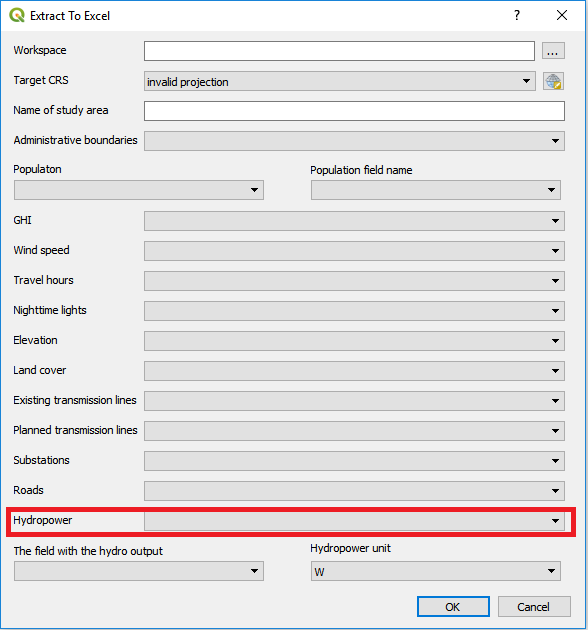 Extract To Excel
?
Workspace
...
Target CRS
invalid projection
Name of study area
Administrative boundaries
Populaton
Population field name
GHI
Wind speed
Travel hours
Nighttime lights
Elevation
Land cover
Existing transmission lines
Planned transmission lines
Substations
Roads
Hydropower
The field with the hydro output
Hydropower unit
W
OK
Cancel